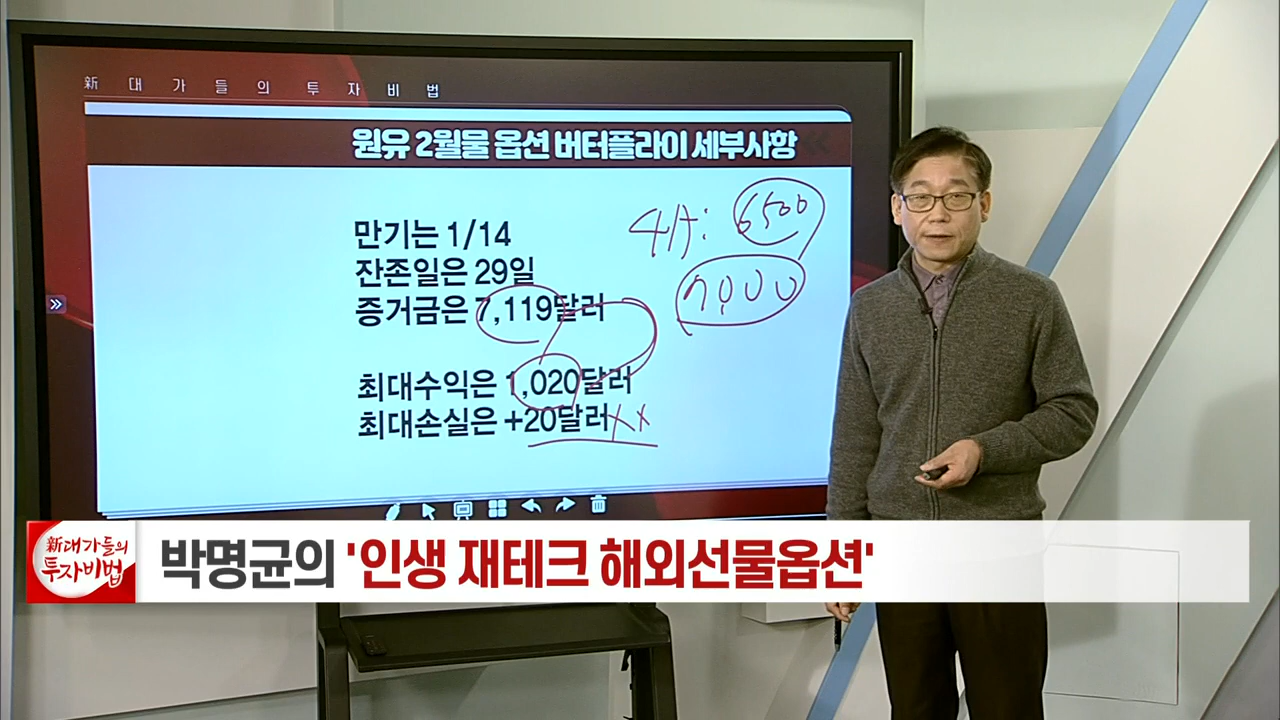 新 대 가 들 의 투 자 비 법
원유 2월물 옵션 버터플라이 세부사항
만기는 1/14
잔존일은 29일
증거금은 7,119달러
6500
7,000
최대수익은 1,020달러
최대손실은 +20달러 XX
新대가들의
투자비법
박명균의 '인생 재테크 해외선물옵션'